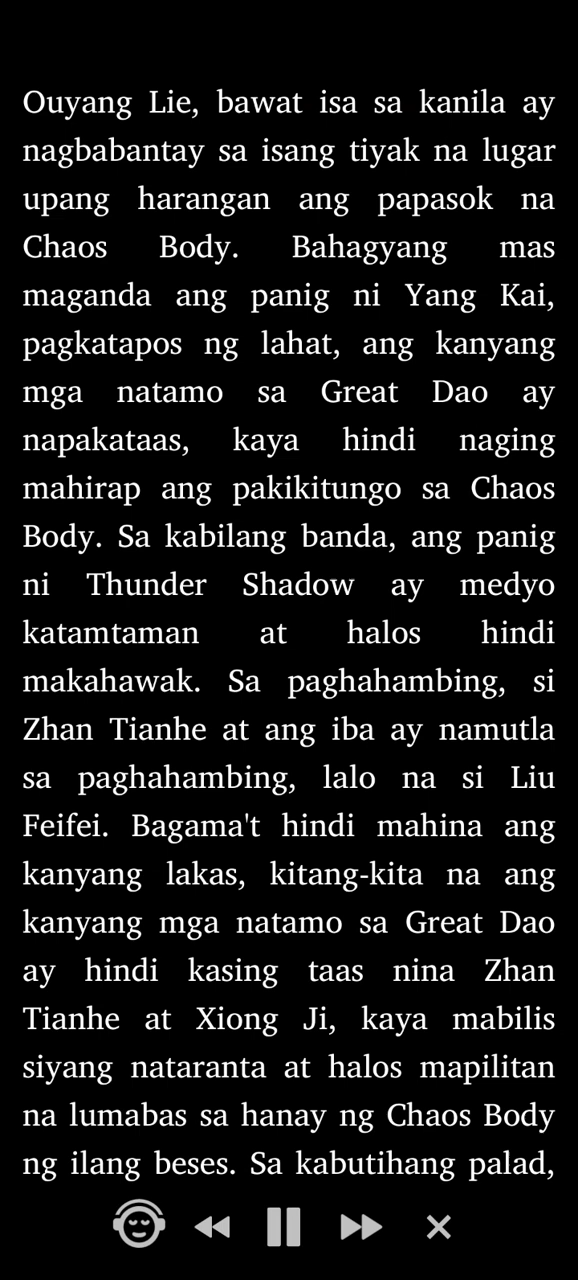 Ouyang Lie, bawat isa sa kanila ay
nagbabantay sa isang tiyak na lugar
upang harangan ang papasok na
Chaos Body. Bahagyang mas
maganda ang panig ni Yang Kai,
pagkatapos ng lahat, ang kanyang
mga natamo sa Great Dao ay
napakataas, kaya hindi naging
mahirap ang pakikitungo sa Chaos
Body. Sa kabilang banda, ang panig
ni Thunder Shadow ay medyo
katamtaman at halos hindi
makahawak. Sa paghahambing, si
Zhan Tianhe at ang iba ay namutla
sa paghahambing, lalo na si Liu
Feifei. Bagama't hindi mahina ang
kanyang lakas, kitang-kita na ang
kanyang mga natamo sa Great Dao
ay hindi kasing taas nina Zhan
Tianhe at Xiong Ji, kaya mabilis
siyang nataranta at halos mapilitan
na lumabas sa hanay ng Chaos Body
ng ilang beses. Sa kabutihang palad,